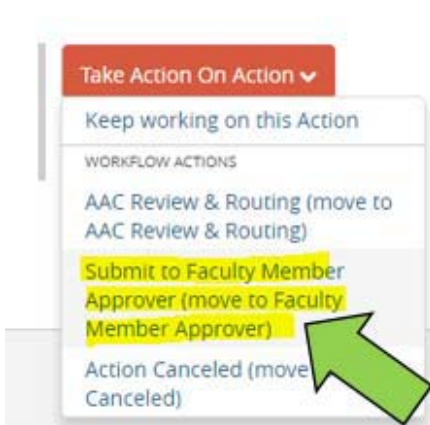 Take Action On Action
Keep working on this Action
WORKFLOW ACTIONS
AAC Review & Routing (move to
AAC Review & Routing)
Submit to Faculty Member
Approver (move to Faculty
Member Approver)
Action Canceled (move
Canceled)